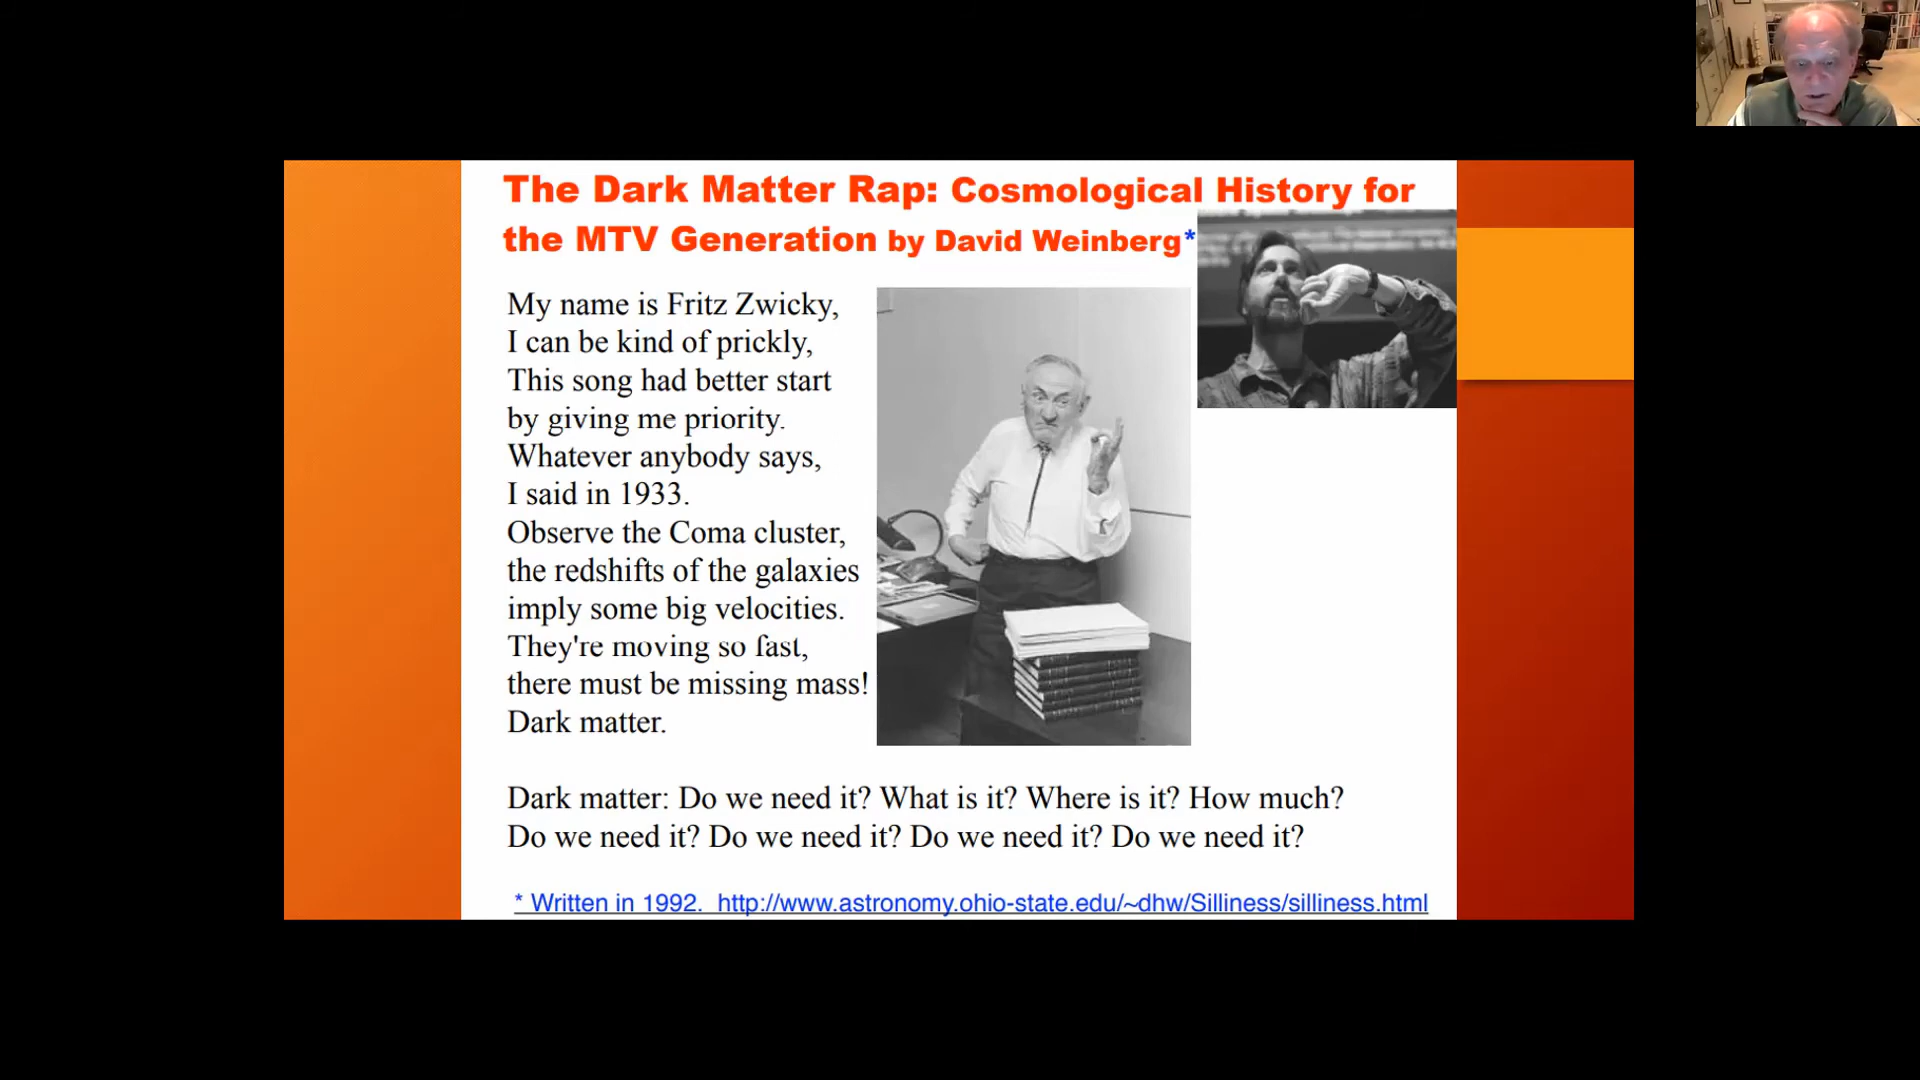 The Dark Matter Rap: Cosmological History for
the MTV Generation by David Weinberg*
My name is Fritz Zwicky,
I can be kind of prickly,
This song had better start
by giving me priority.
Whatever anybody says,
I said in 1933.
Observe the Coma cluster,
the redshifts of the galaxies
imply some big velocities.
They're moving so fast,
there must be missing mass!
Dark matter.
Dark matter: Do we need it? What is it? Where is it? How much?
Do we need it? Do we need it? Do we need it? Do we need it?
* Written in 1992. http://www.astronomy.ohio-state.edu/~dhw/Silliness/silliness.html